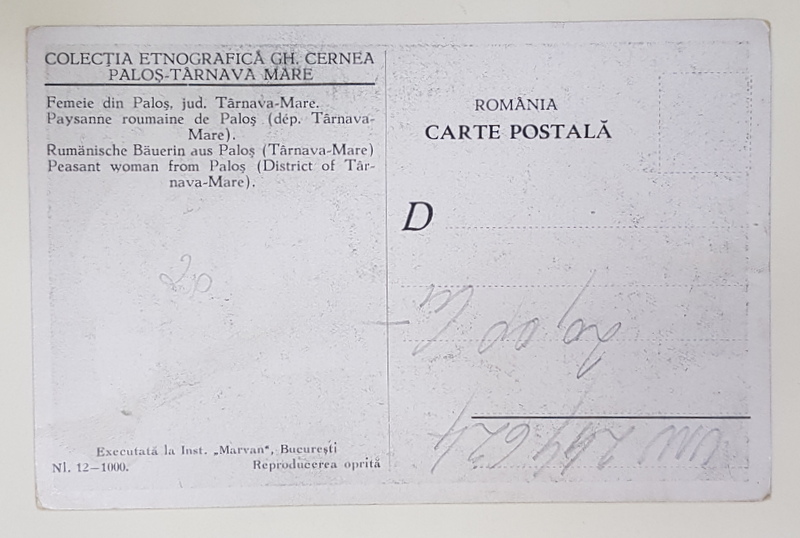 COLECȚIA ETNOGRAFICĂ GH. CERNEA
PALOȘ-TÂRNAVA MARE
Femeie din Paloș, jud. Târnava-Mare.
Paysanne roumaine de Paloș (dép. Târnava-
Mare).
Rumänische Bäuerin aus Paloș (Târnava-Mare)
Peasant woman from Paloș (District of Târ-
nava-Mare).
Executată la Inst. „Marvan“, București
Nl. 12—1000. Reproducerea oprită
ROMÂNIA
CARTE POSTALĂ
D